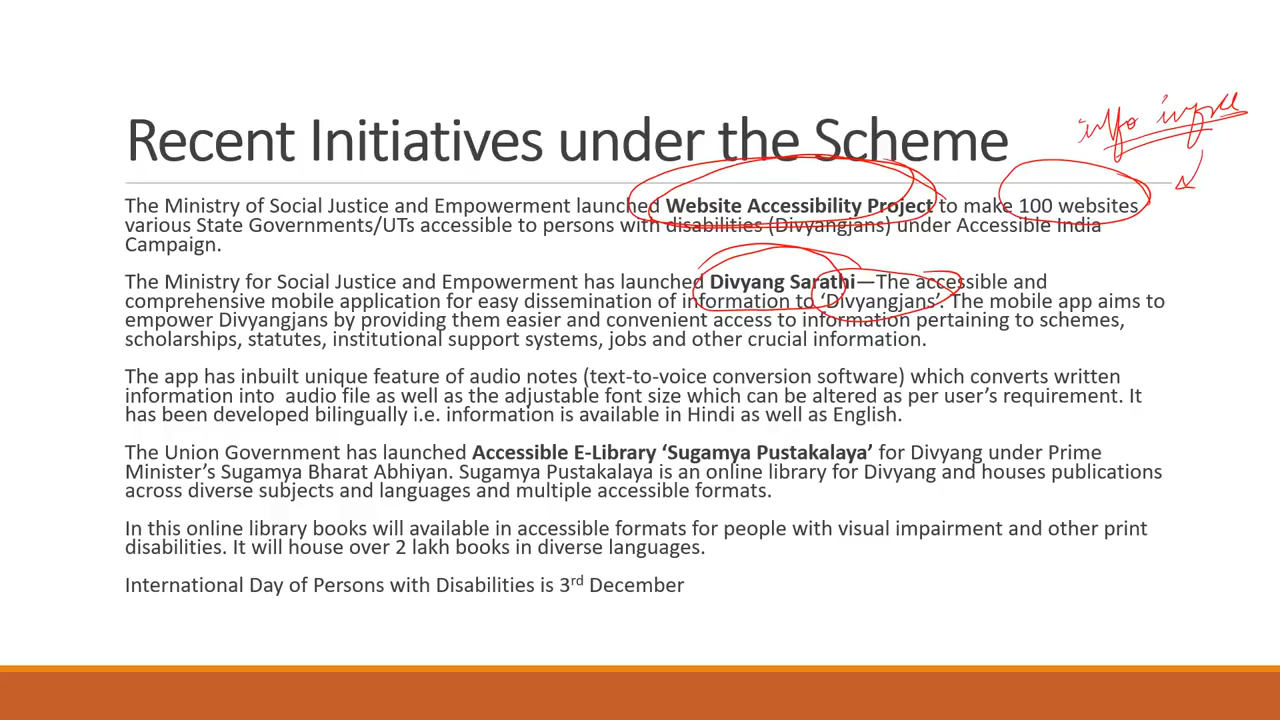 Recent Initiatives under the Scheme
The Ministry of Social Justice and Empowerment launched Website Accessibility Project to make 100 websites
various State Governments/UTs accessible to persons with disabilities (Divyangjans) under Accessible India
Campaign.
The Ministry for Social Justice and Empowerment has launched Divyang Sarathi—The accessible and
comprehensive mobile application for easy dissemination of information to ‘Divyangjans’. The mobile app aims to
empower Divyangjans by providing them easier and convenient access to information pertaining to schemes,
scholarships, statutes, institutional support systems, jobs and other crucial information.
The app has inbuilt unique feature of audio notes (text-to-voice conversion software) which converts written
information into  audio file as well as the adjustable font size which can be altered as per user’s requirement. It
has been developed bilingually i.e. information is available in Hindi as well as English.
The Union Government has launched Accessible E-Library ‘Sugamya Pustakalaya’ for Divyang under Prime
Minister’s Sugamya Bharat Abhiyan. Sugamya Pustakalaya is an online library for Divyang and houses publications
across diverse subjects and languages and multiple accessible formats.
In this online library books will available in accessible formats for people with visual impairment and other print
disabilities. It will house over 2 lakh books in diverse languages.
International Day of Persons with Disabilities is 3rd December